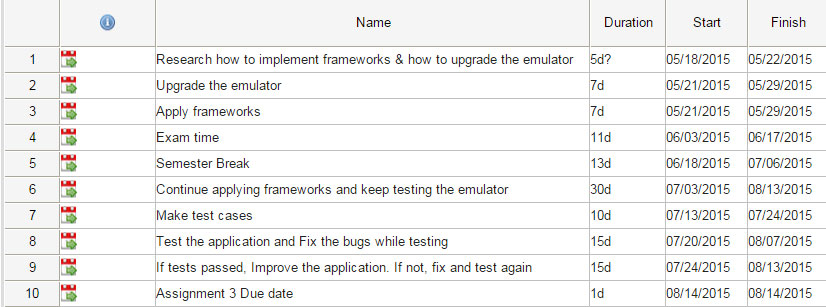 Name Duration Start Finish
1 Research how to implement frameworks & how to upgrade the emulator 5d? 05/18/2015 05/22/2015
2 Upgrade the emulator 7d 05/21/2015 05/29/2015
3 Apply frameworks 7d 05/21/2015 05/29/2015
4 Exam time 11d 06/03/2015 06/17/2015
5 Semester Break 13d 06/18/2015 07/06/2015
6 Continue applying frameworks and keep testing the emulator 30d 07/03/2015 08/13/2015
7 Make test cases 10d 07/13/2015 07/24/2015
8 Test the application and Fix the bugs while testing 15d 07/20/2015 08/07/2015
9 If tests passed, Improve the application. If not, fix and test again 15d 07/24/2015 08/13/2015
10 Assignment 3 Due date 1d 08/14/2015 08/14/2015